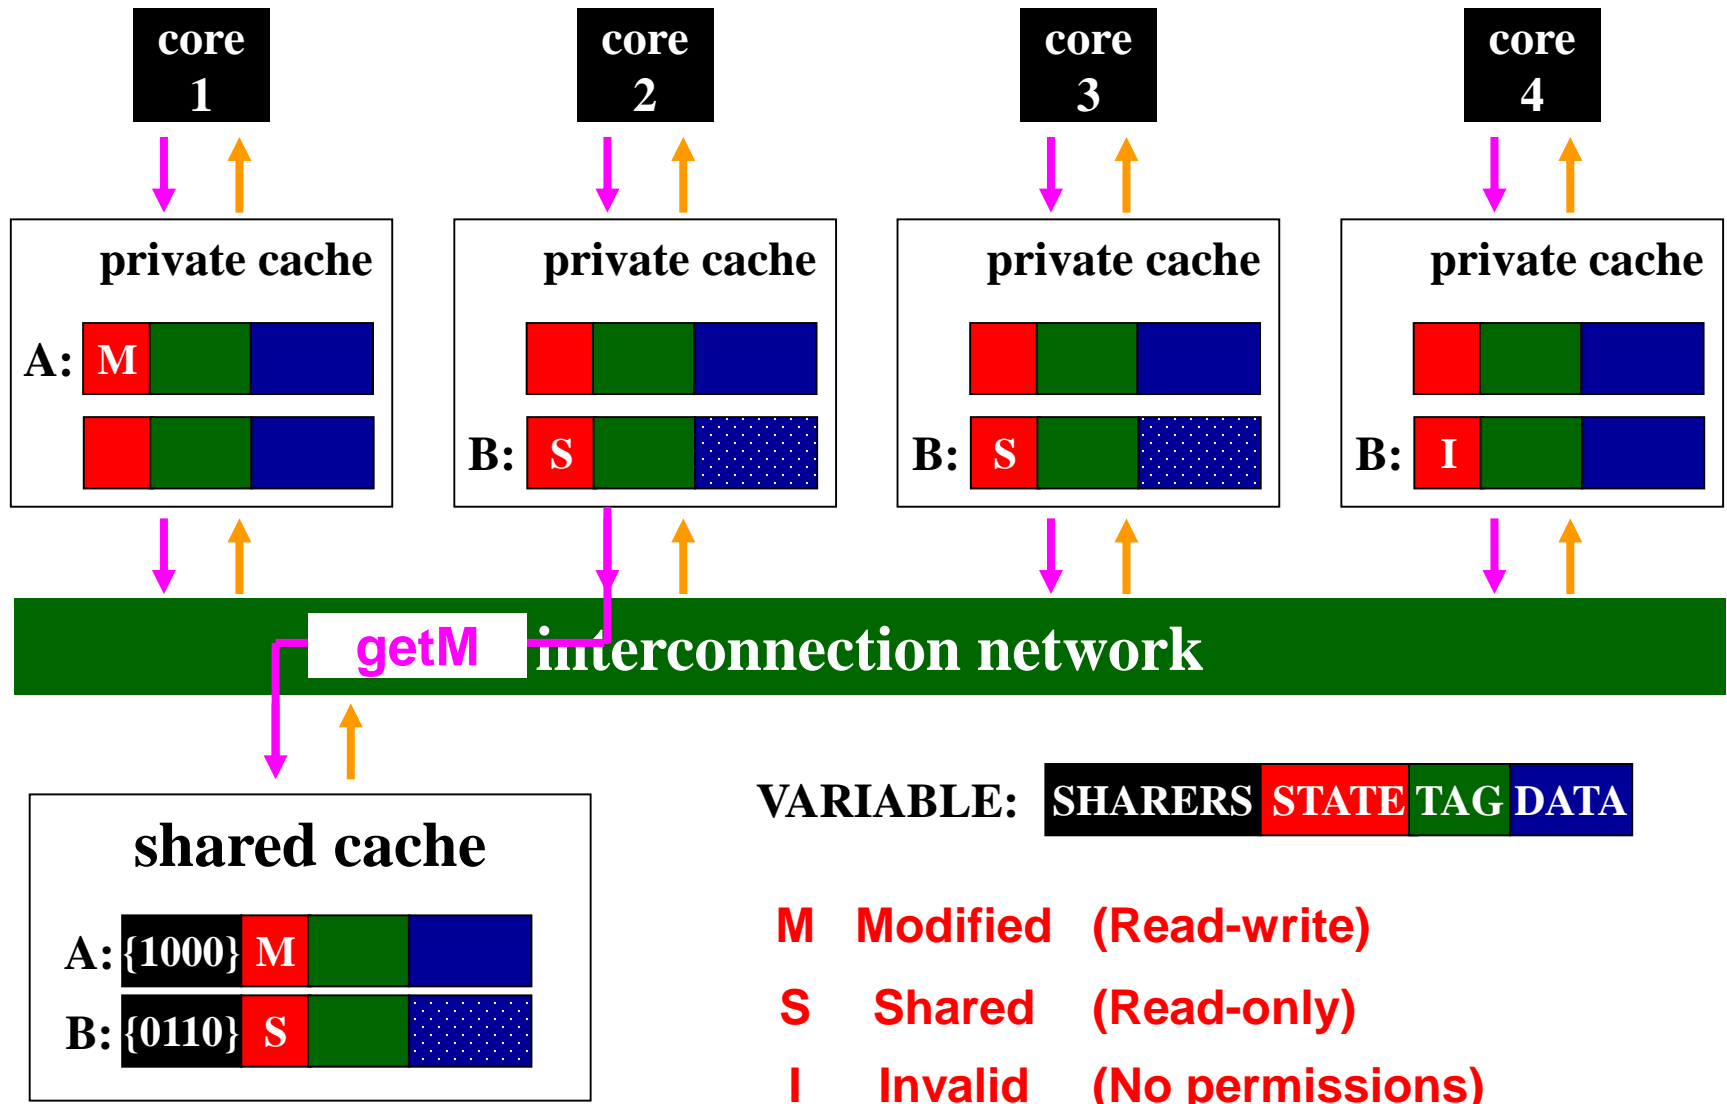 core
1
core
2
core
3
core
4
private cache
private cache
private cache
private cache
A: M
B: S
B: S
B: I
getM
interconnection network
VARIABLE: SHARERS STATE TAG DATA
shared cache
A: {1000} M
B: {0110} S
M Modified (Read-write)
S Shared (Read-only)
I Invalid (No permissions)